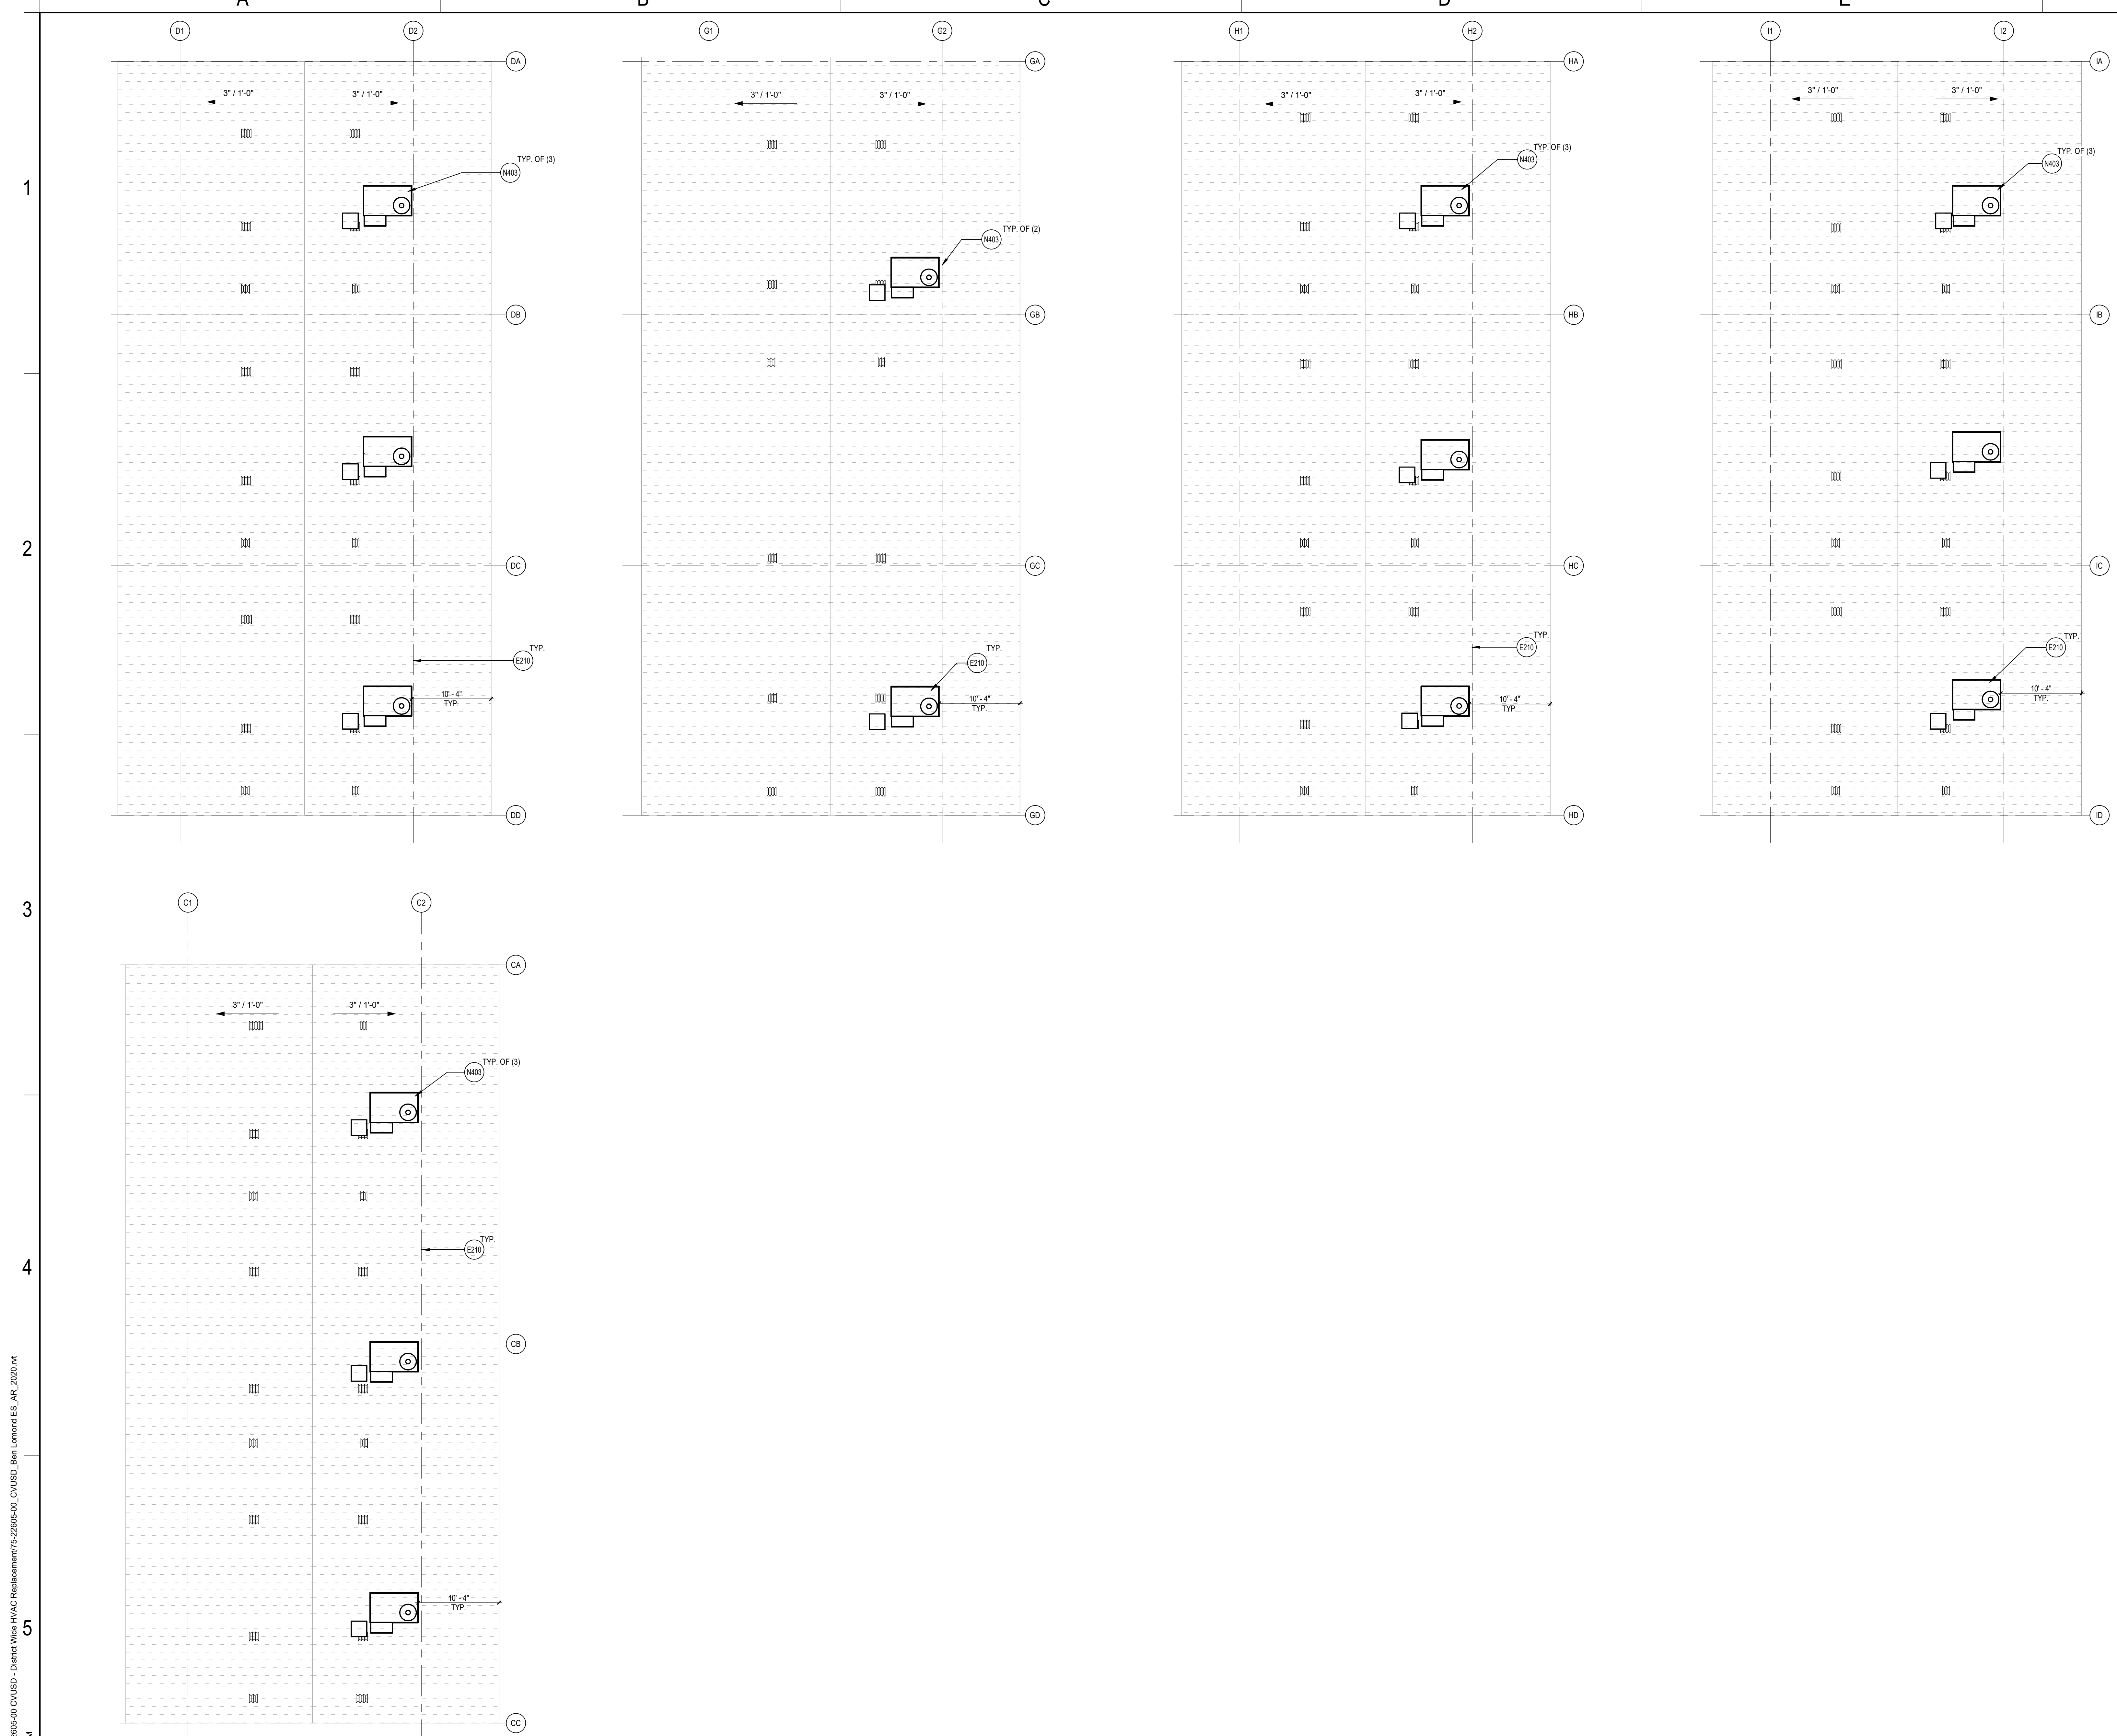 A
B
C
D
E
D1
D2
G1
G2
H1
H2
I1
I2
DA
GA
HA
IA
3" / 1'-0"
3" / 1'-0"
3" / 1'-0"
3" / 1'-0"
3" / 1'-0"
3" / 1'-0"
3" / 1'-0"
3" / 1'-0"
1
TYP. OF (3)
N403
TYP. OF (2)
N403
TYP. OF (3)
N403
TYP. OF (3)
N403
DB
GB
HB
IB
2
DC
GC
HC
IC
TYP.
E210
TYP.
E210
TYP.
E210
TYP.
E210
10' - 4"
TYP.
10' - 4"
TYP.
10' - 4"
TYP.
10' - 4"
TYP.
DD
GD
HD
ID
3
C1
C2
CA
3" / 1'-0"
3" / 1'-0"
TYP. OF (3)
N403
TYP.
E210
4
CB
10' - 4"
TYP.
5
CC
2605-00 CVUSD - District Wide HVAC Replacement/75-22605-00_CVUSD_Ben Lomond ES_AR_2020.rvt
M